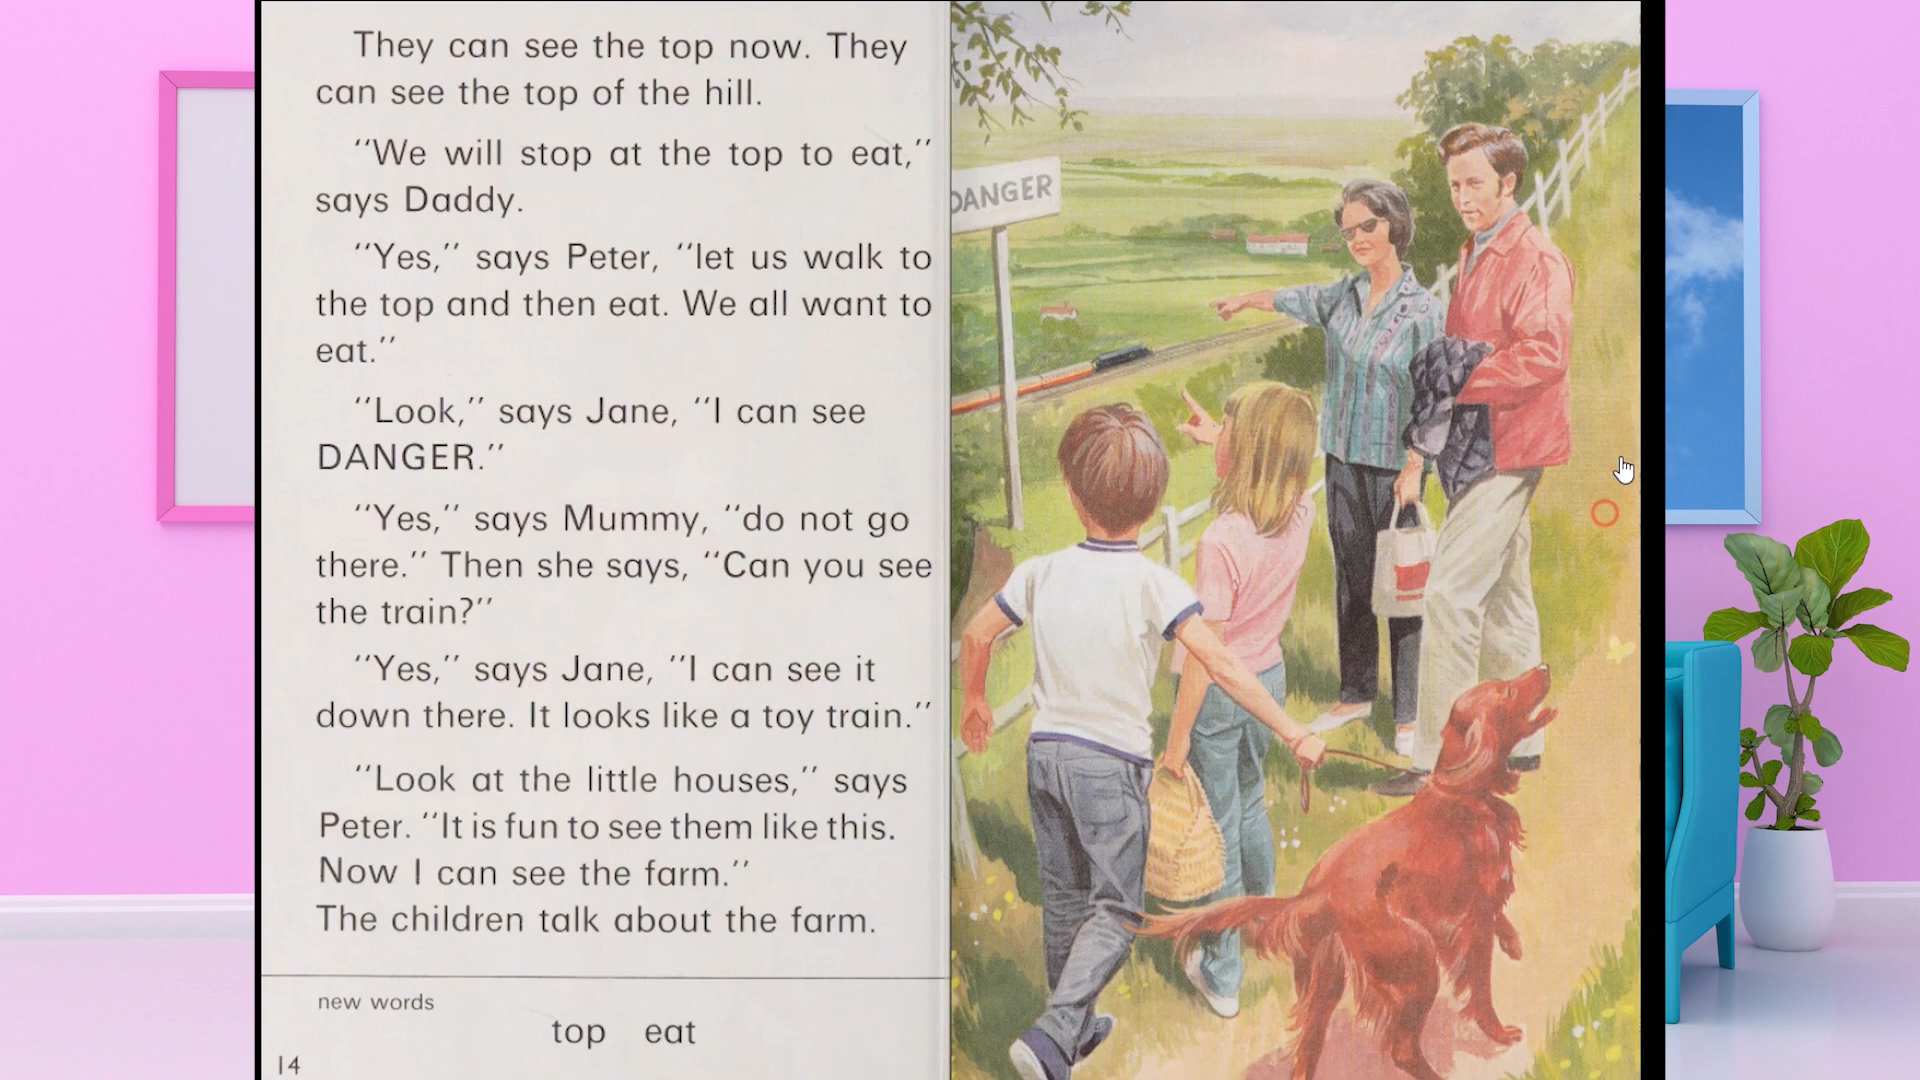 They can see the top now. They
can see the top of the hill.
"We will stop at the top to eat,"
says Daddy.
"Yes," says Peter, "let us walk to
the top and then eat. We all want to
eat."
"Look," says Jane, "I can see
DANGER."
"Yes," says Mummy, "do not go
there." Then she says, "Can you see
the train?"
"Yes," says Jane, "I can see it
down there. It looks like a toy train."
"Look at the little houses," says
Peter. "It is fun to see them like this.
Now I can see the farm."
The children talk about the farm.
new words
top eat
14
DANGER